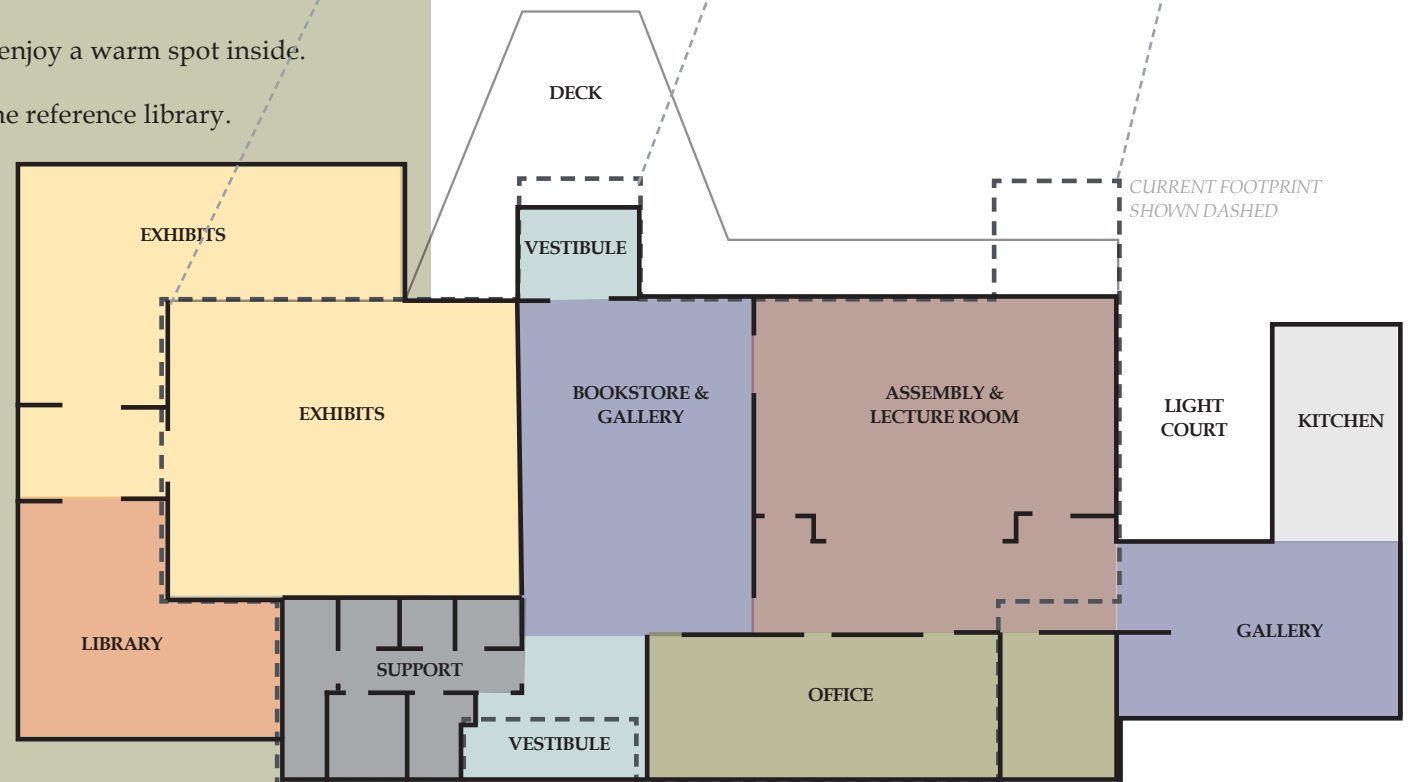 enjoy a warm spot inside.
he reference library.
DECK
CURRENT FOOTPRINT
SHOWN DASHED
EXHIBITS
VESTIBULE
EXHIBITS
BOOKSTORE &
GALLERY
ASSEMBLY &
LECTURE ROOM
LIGHT
COURT
KITCHEN
LIBRARY
SUPPORT
OFFICE
GALLERY
VESTIBULE